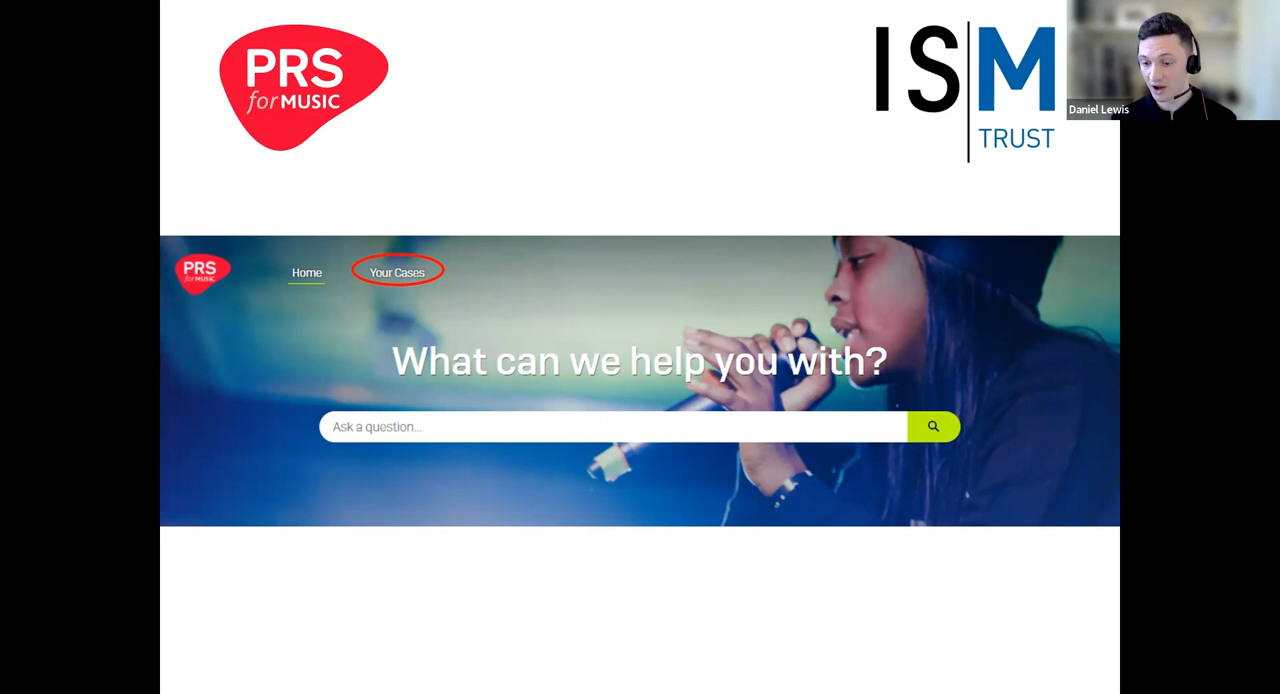 PRS
for MUSIC
ISM
TRUST
Daniel Lewis
PRS
for MUSIC
Home
Your Cases
What can we help you with?
Ask a question...